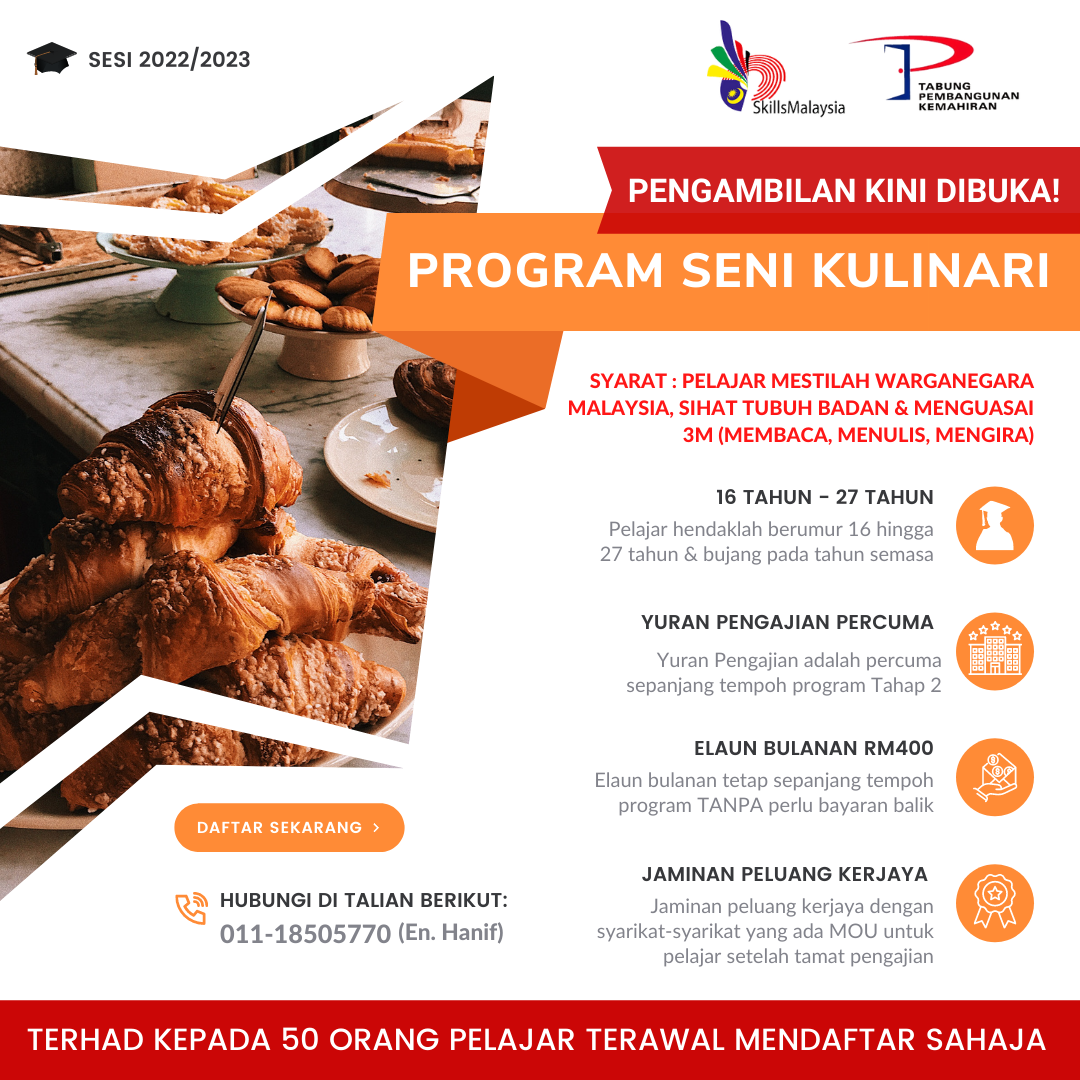 SESI 2022/2023
SkillsMalaysia
TABUNG
PEMBANGUNAN
KEMAHIRAN
PENGAMBILAN KINI DIBUKA!
PROGRAM SENI KULINARI
SYARAT : PELAJAR MESTILAH WARGANEGARA
MALAYSIA, SIHAT TUBUH BADAN & MENGUASAI
3M (MEMBACA, MENULIS, MENGIRA)
16 TAHUN - 27 TAHUN
Pelajar hendaklah berumur 16 hingga
27 tahun & bujang pada tahun semasa
YURAN PENGAJIAN PERCUMA
Yuran Pengajian adalah percuma
sepanjang tempoh program Tahap 2
ELAUN BULANAN RM400
Elaun bulanan tetap sepanjang tempoh
program TANPA perlu bayaran balik
JAMINAN PELUANG KERJAYA
Jaminan peluang kerjaya dengan
syarikat-syarikat yang ada MOU untuk
pelajar setelah tamat pengajian
DAFTAR SEKARANG >
HUBUNGI DI TALIAN BERIKUT:
011-18505770 (En. Hanif)
TERHAD KEPADA 50 ORANG PELAJAR TERAWAL MENDAFTAR SAHAJA